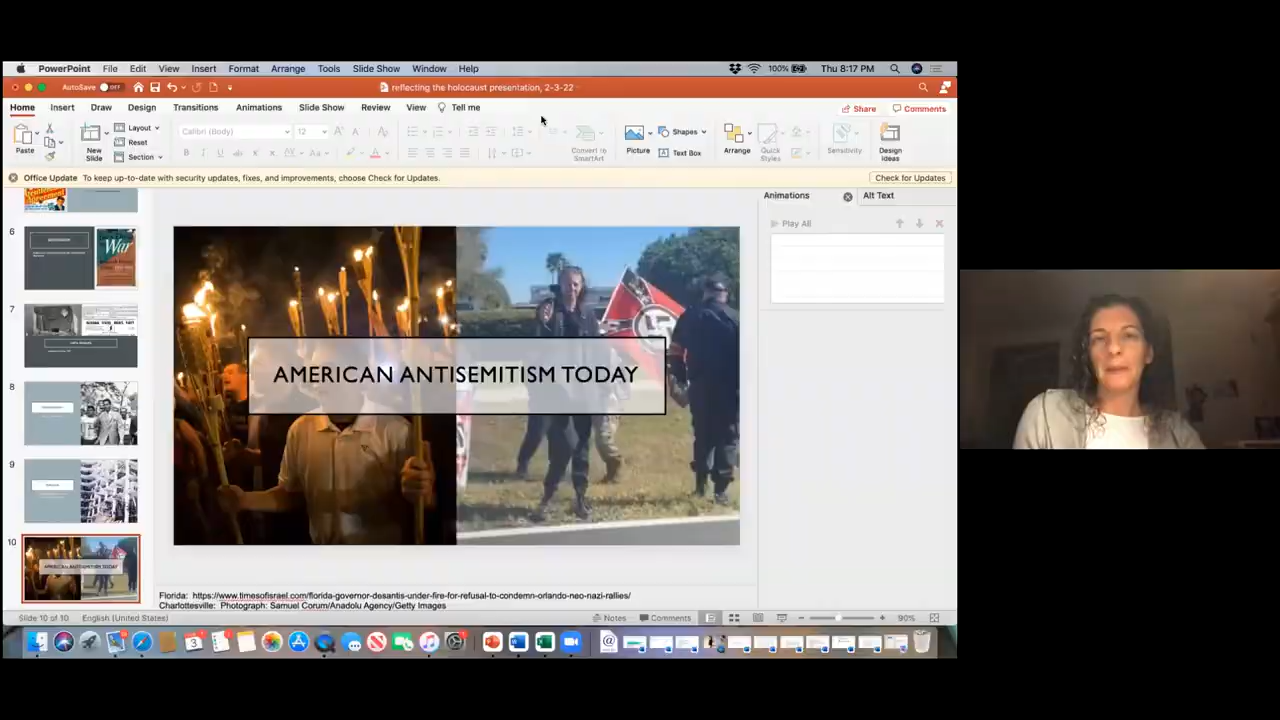 PowerPoint File Edit View Insert Format Arrange Tools Slide Show Window Help 100% Thu 8:17 PM
AutoSave OFF reflecting the holocaust presentation, 2-3-22
Home Insert Draw Design Transitions Animations Slide Show Review View Tell me Share Comments
Paste
New Slide
Layout
Reset
Section
Calibri (Body) 12
Convert to SmartArt
Picture
Shapes
Text Box
Arrange
Quick Styles
Sensitivity
Design Ideas
Office Update To keep up-to-date with security updates, fixes, and improvements, choose Check for Updates. Check for Updates
Animations Alt Text
Play All
6
War
7
8
9
10
AMERICAN ANTISEMITISM TODAY
AMERICAN ANTISEMITISM TODAY
Florida: https://www.timesofisrael.com/florida-governor-desantis-under-fire-for-refusal-to-condemn-orlando-neo-nazi-rallies/
Charlottesville: Photograph: Samuel Corum/Anadolu Agency/Getty Images
Slide 10 of 10 English (United States) Notes Comments 90%